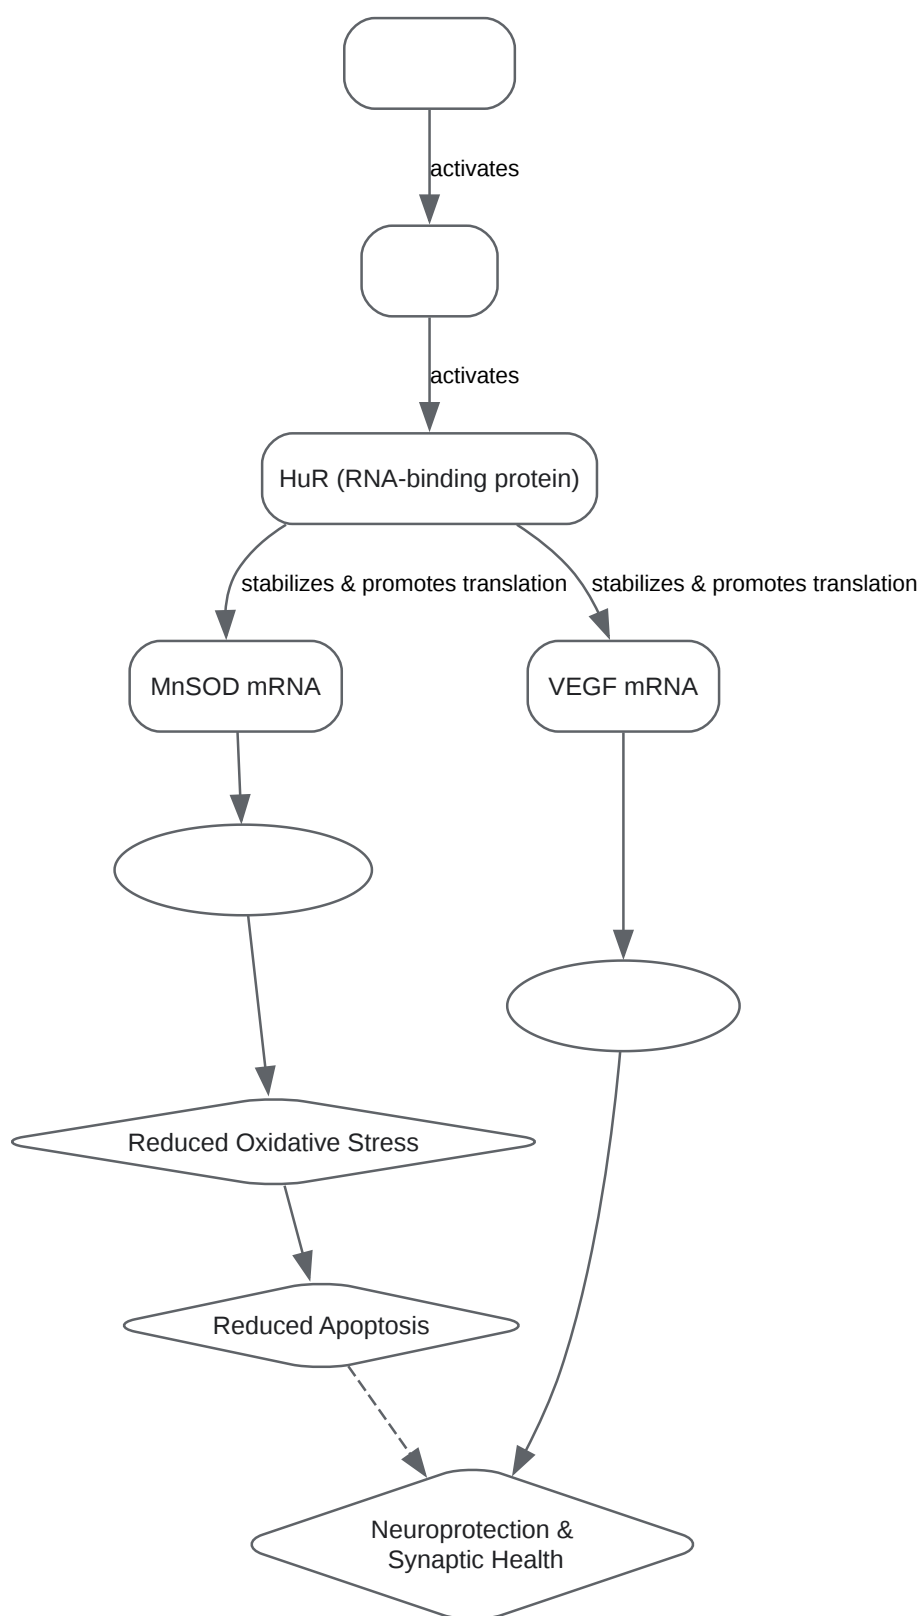 activates
activates
HuR (RNA-binding protein)
stabilizes & promotes translation
stabilizes & promotes translation
MnSOD mRNA
VEGF mRNA
Reduced Oxidative Stress
Reduced Apoptosis
Neuroprotection &
Synaptic Health